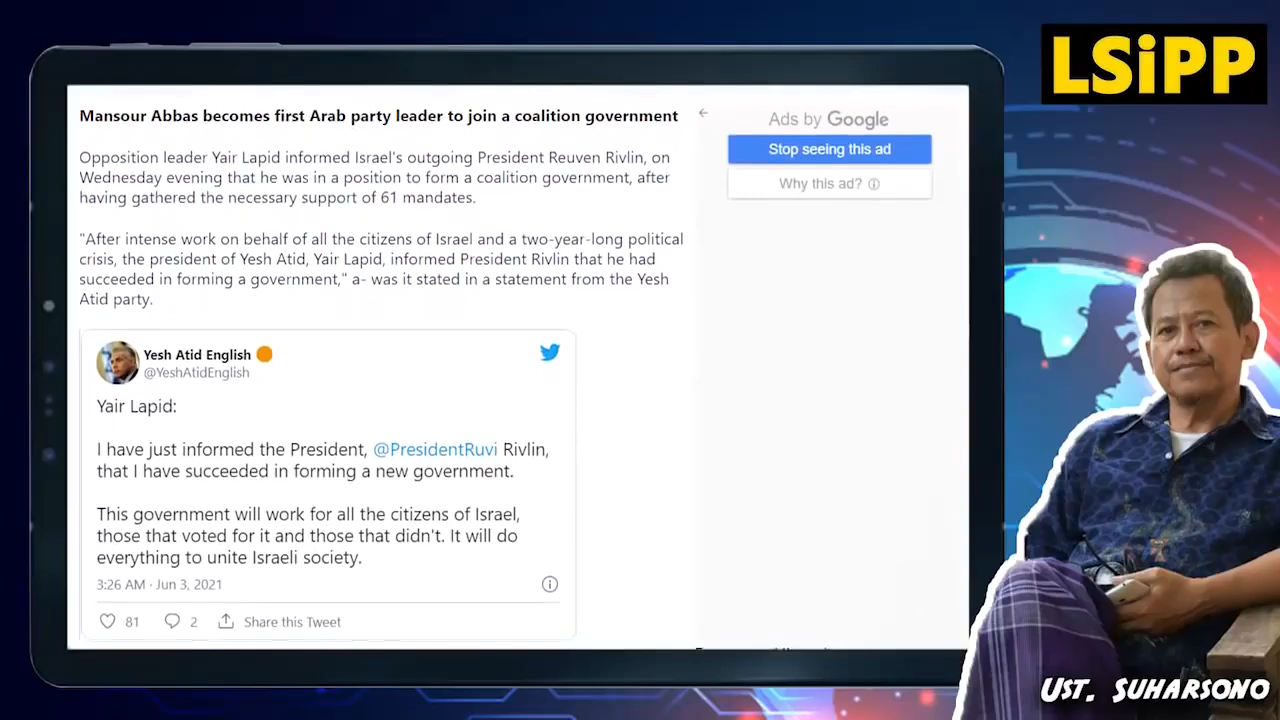 LSiPP
Mansour Abbas becomes first Arab party leader to join a coalition government
Opposition leader Yair Lapid informed Israel's outgoing President Reuven Rivlin, on
Wednesday evening that he was in a position to form a coalition government, after
having gathered the necessary support of 61 mandates.
"After intense work on behalf of all the citizens of Israel and a two-year-long political
crisis, the president of Yesh Atid, Yair Lapid, informed President Rivlin that he had
succeeded in forming a government," a- was it stated in a statement from the Yesh
Atid party.
Yesh Atid English
@YeshAtidEnglish
Yair Lapid:
I have just informed the President, @PresidentRuvi Rivlin,
that I have succeeded in forming a new government.
This government will work for all the citizens of Israel,
those that voted for it and those that didn't. It will do
everything to unite Israeli society.
3:26 AM · Jun 3, 2021
81 2 Share this Tweet
Ads by Google
Stop seeing this ad
Why this ad?
UST. SUHARSONO